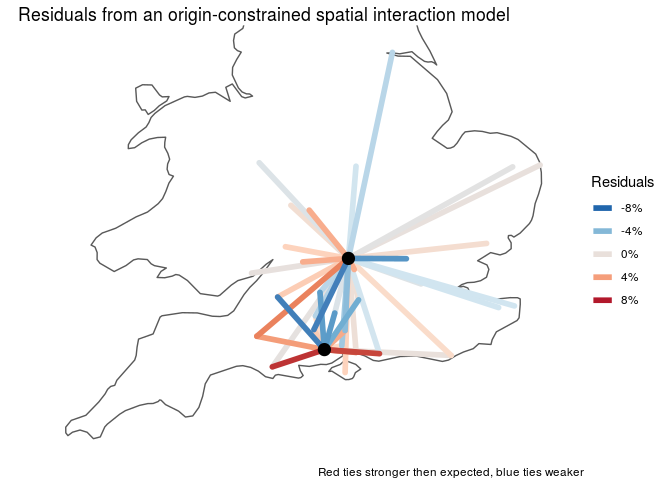 Residuals from an origin-constrained spatial interaction model
Residuals
-8%
-4%
0%
4%
8%
Red ties stronger then expected, blue ties weaker